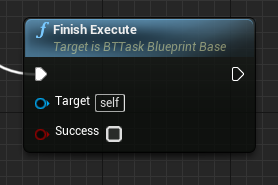 Finish Execute
Target is BTTask Blueprint Base
Target self
Success